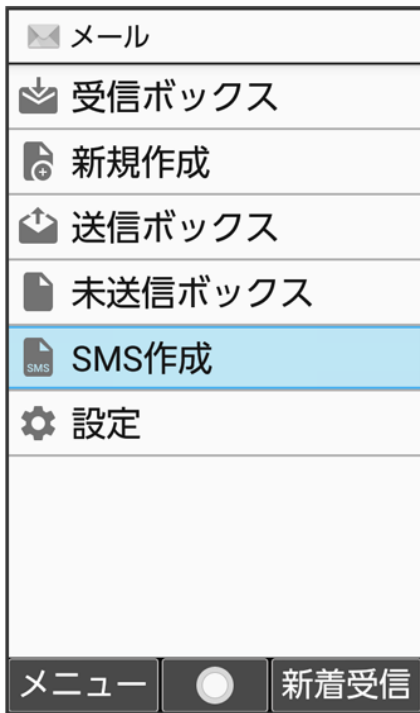 メール
受信ボックス
新規作成
送信ボックス
未送信ボックス
SMS SMS作成
設定
メニュー 新着受信